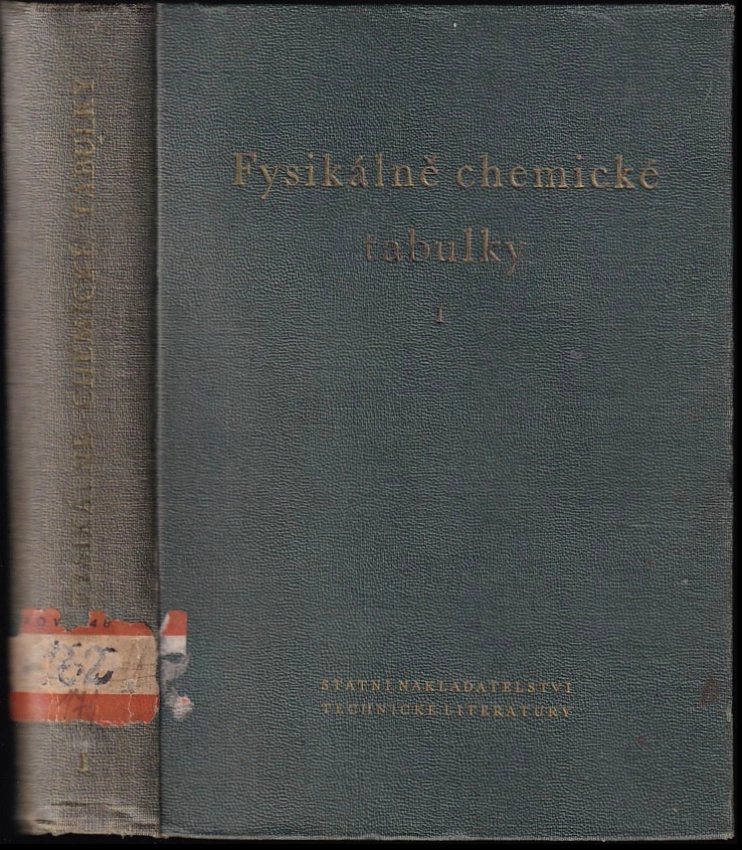 FYSIKÁLNĚ CHEMICKÉ TABULKY
I
Fysikálně chemické
tabulky
I
STÁTNÍ NAKLADATELSTVÍ
TECHNICKÉ LITERATURY